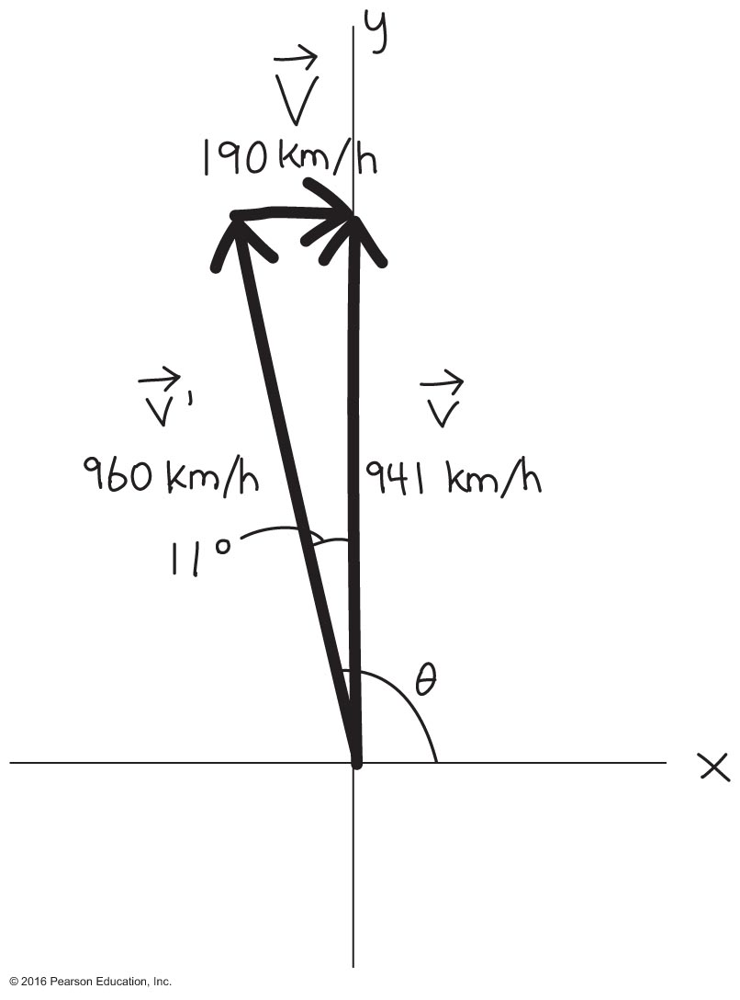 y
V
190 km/h
v'
v
960 km/h
941 km/h
11°
θ
x
© 2016 Pearson Education, Inc.